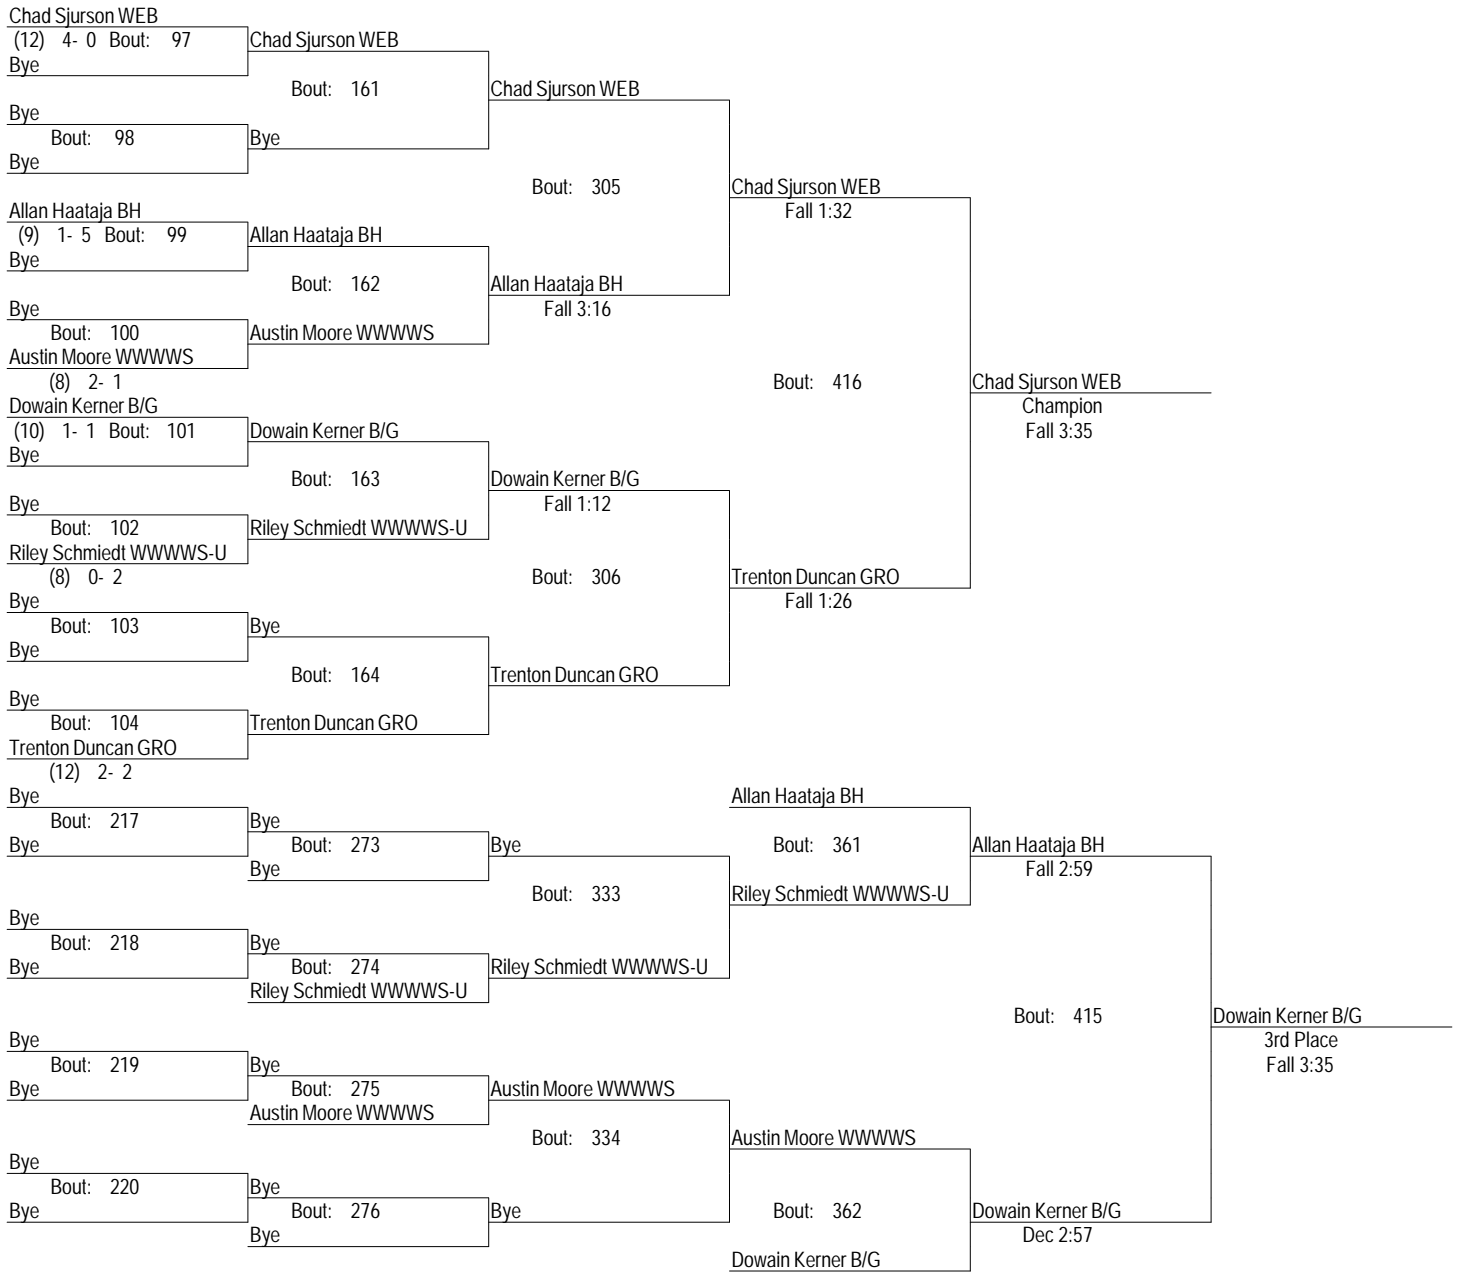 Chad Sjurson WEB
(12) 4- 0 Bout: 97
Bye
Chad Sjurson WEB
Bout: 161
Chad Sjurson WEB
Bye
Bout: 98
Bye
Bye
Bout: 305
Chad Sjurson WEB
Fall 1:32
Allan Haataja BH
(9) 1- 5 Bout: 99
Bye
Allan Haataja BH
Bout: 162
Allan Haataja BH
Fall 3:16
Bye
Bout: 100
Austin Moore WWWWS
(8) 2- 1
Austin Moore WWWWS
Bout: 416
Chad Sjurson WEB
Champion
Fall 3:35
Dowain Kerner B/G
(10) 1- 1 Bout: 101
Bye
Dowain Kerner B/G
Bout: 163
Dowain Kerner B/G
Fall 1:12
Bye
Bout: 102
Riley Schmiedt WWWWS-U
(8) 0- 2
Riley Schmiedt WWWWS-U
Bout: 306
Trenton Duncan GRO
Fall 1:26
Bye
Bout: 103
Bye
Bye
Bout: 164
Trenton Duncan GRO
Bye
Bout: 104
Trenton Duncan GRO
(12) 2- 2
Trenton Duncan GRO
Bye
Bout: 217
Bye
Bye
Bout: 273
Bye
Bye
Bout: 333
Allan Haataja BH
Bout: 361
Riley Schmiedt WWWWS-U
Allan Haataja BH
Fall 2:59
Bye
Bout: 218
Bye
Bye
Bout: 274
Riley Schmiedt WWWWS-U
Riley Schmiedt WWWWS-U
Bout: 415
Dowain Kerner B/G
3rd Place
Fall 3:35
Bye
Bout: 219
Bye
Bye
Bout: 275
Austin Moore WWWWS
Austin Moore WWWWS
Bout: 334
Austin Moore WWWWS
Bye
Bout: 220
Bye
Bye
Bout: 276
Bye
Bye
Bout: 362
Dowain Kerner B/G
Dowain Kerner B/G
Dec 2:57